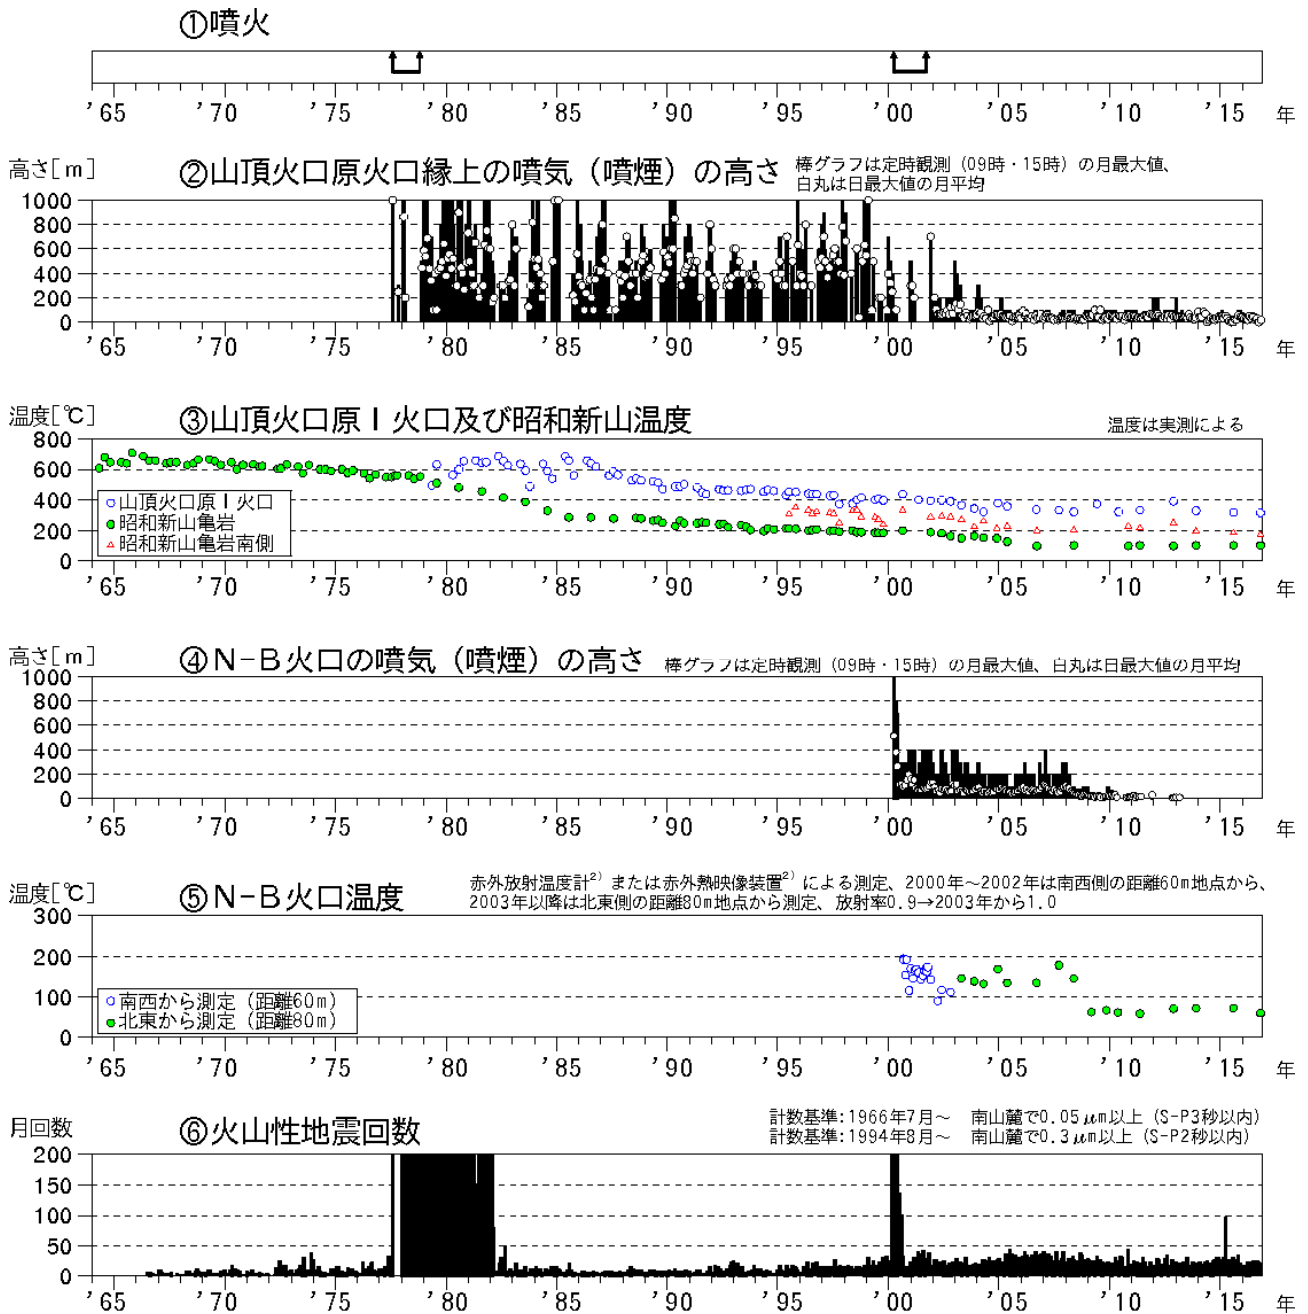 ①噴火
'65 '70 '75 '80 '85 '90 '95 '00 '05 '10 '15 年
高さ[m] ②山頂火口原火口縁上の噴気(噴煙)の高さ 棒グラフは定時観測(09時・15時)の月最大値、
白丸は日最大値の月平均
1000
800
600
400
200
0
'65 '70 '75 '80 '85 '90 '95 '00 '05 '10 '15 年
温度[℃] ③山頂火口原Ⅰ火口及び昭和新山温度 温度は実測による
800
600
400
200
0
山頂火口原Ⅰ火口
昭和新山亀岩
昭和新山亀岩南側
'65 '70 '75 '80 '85 '90 '95 '00 '05 '10 '15 年
高さ[m] ④N-B火口の噴気(噴煙)の高さ 棒グラフは定時観測(09時・15時)の月最大値、白丸は日最大値の月平均
1000
800
600
400
200
0
'65 '70 '75 '80 '85 '90 '95 '00 '05 '10 '15 年
温度[℃] ⑤N-B火口温度 赤外放射温度計2)または赤外熱映像装置2)による測定、2000年~2002年は南西側の距離60m地点から、
2003年以降は北東側の距離80m地点から測定、放射率0.9→2003年から1.0
300
200
100
0
南西から測定(距離60m)
北東から測定(距離80m)
'65 '70 '75 '80 '85 '90 '95 '00 '05 '10 '15 年
月回数 ⑥火山性地震回数 計数基準:1966年7月~ 南山麓で0.05μm以上(S-P3秒以内)
計数基準:1994年8月~ 南山麓で0.3μm以上(S-P2秒以内)
200
150
100
50
0
'65 '70 '75 '80 '85 '90 '95 '00 '05 '10 '15 年